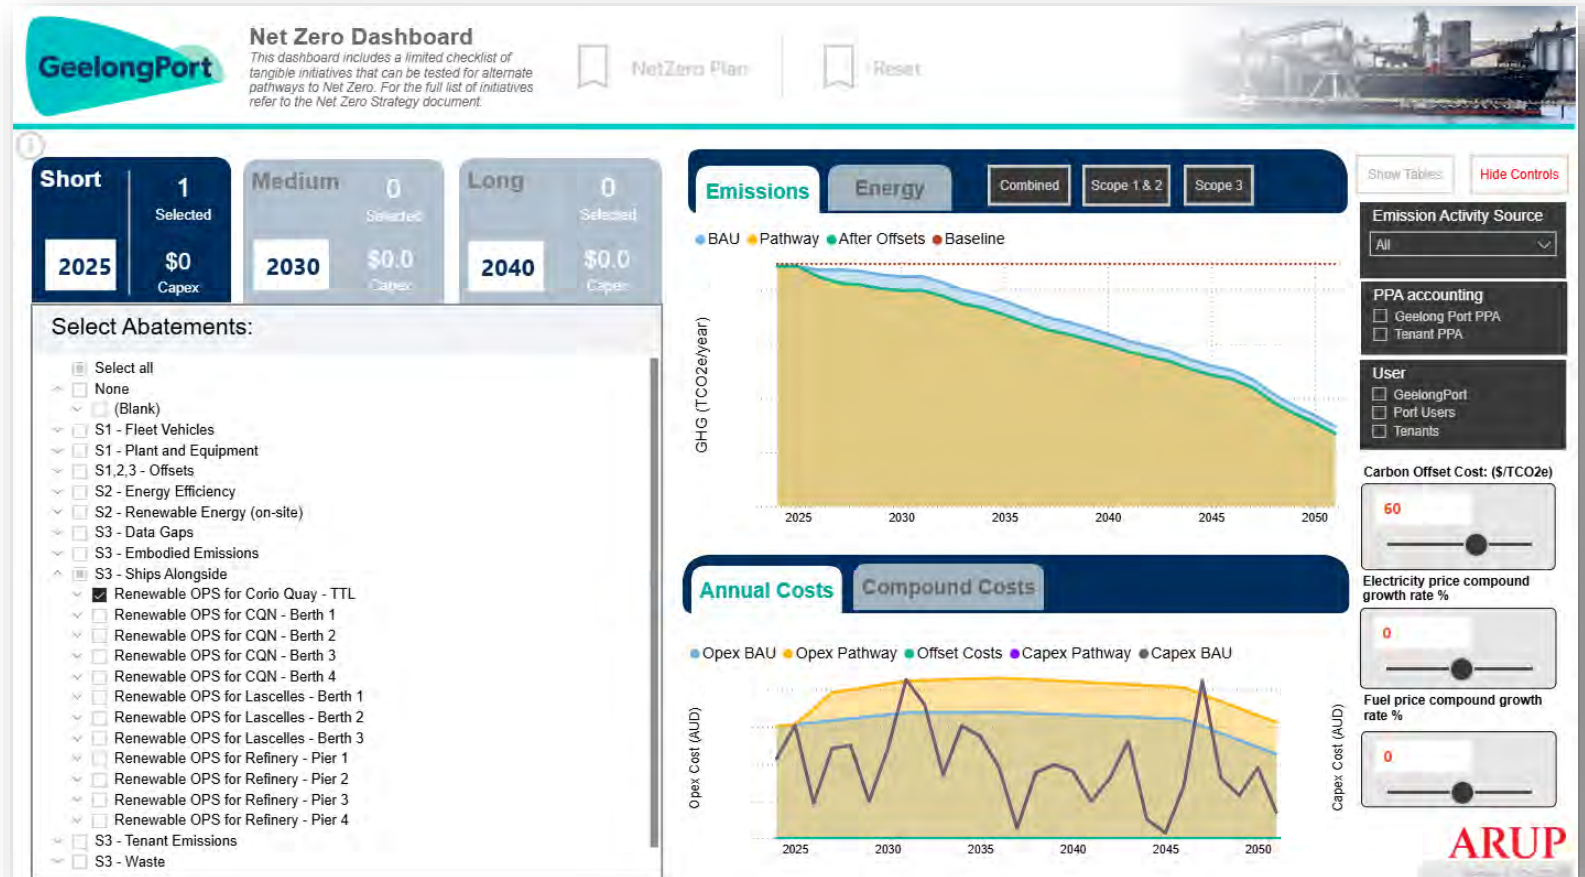 GeelongPort
Net Zero Dashboard
This dashboard includes a limited checklist of
tangible initiatives that can be tested for alternate
pathways to Net Zero. For the full list of initiatives
refer to the Net Zero Strategy document.
NetZero Plan
Reset
Short
1
Selected
2025
$0
Capex
Medium
0
Selected
2030
$0.0
Capex
Long
0
Selected
2040
$0.0
Capex
Select Abatements:
Select all
None
(Blank)
S1 - Fleet Vehicles
S1 - Plant and Equipment
S1,2,3 - Offsets
S2 - Energy Efficiency
S2 - Renewable Energy (on-site)
S3 - Data Gaps
S3 - Embodied Emissions
S3 - Ships Alongside
Renewable OPS for Corio Quay - TTL
Renewable OPS for CQN - Berth 1
Renewable OPS for CQN - Berth 2
Renewable OPS for CQN - Berth 3
Renewable OPS for CQN - Berth 4
Renewable OPS for Lascelles - Berth 1
Renewable OPS for Lascelles - Berth 2
Renewable OPS for Lascelles - Berth 3
Renewable OPS for Refinery - Pier 1
Renewable OPS for Refinery - Pier 2
Renewable OPS for Refinery - Pier 3
Renewable OPS for Refinery - Pier 4
S3 - Tenant Emissions
S3 - Waste
Emissions
Energy
Combined
Scope 1 & 2
Scope 3
BAU Pathway After Offsets Baseline
GHG (TCO2e/year)
2025 2030 2035 2040 2045 2050
Annual Costs
Compound Costs
Opex BAU Opex Pathway Offset Costs Capex Pathway Capex BAU
Opex Cost (AUD)
Capex Cost (AUD)
2025 2030 2035 2040 2045 2050
Show Tables
Hide Controls
Emission Activity Source
All
PPA accounting
Geelong Port PPA
Tenant PPA
User
GeelongPort
Port Users
Tenants
Carbon Offset Cost: ($/TCO2e)
60
Electricity price compound
growth rate %
0
Fuel price compound growth
rate %
0
ARUP